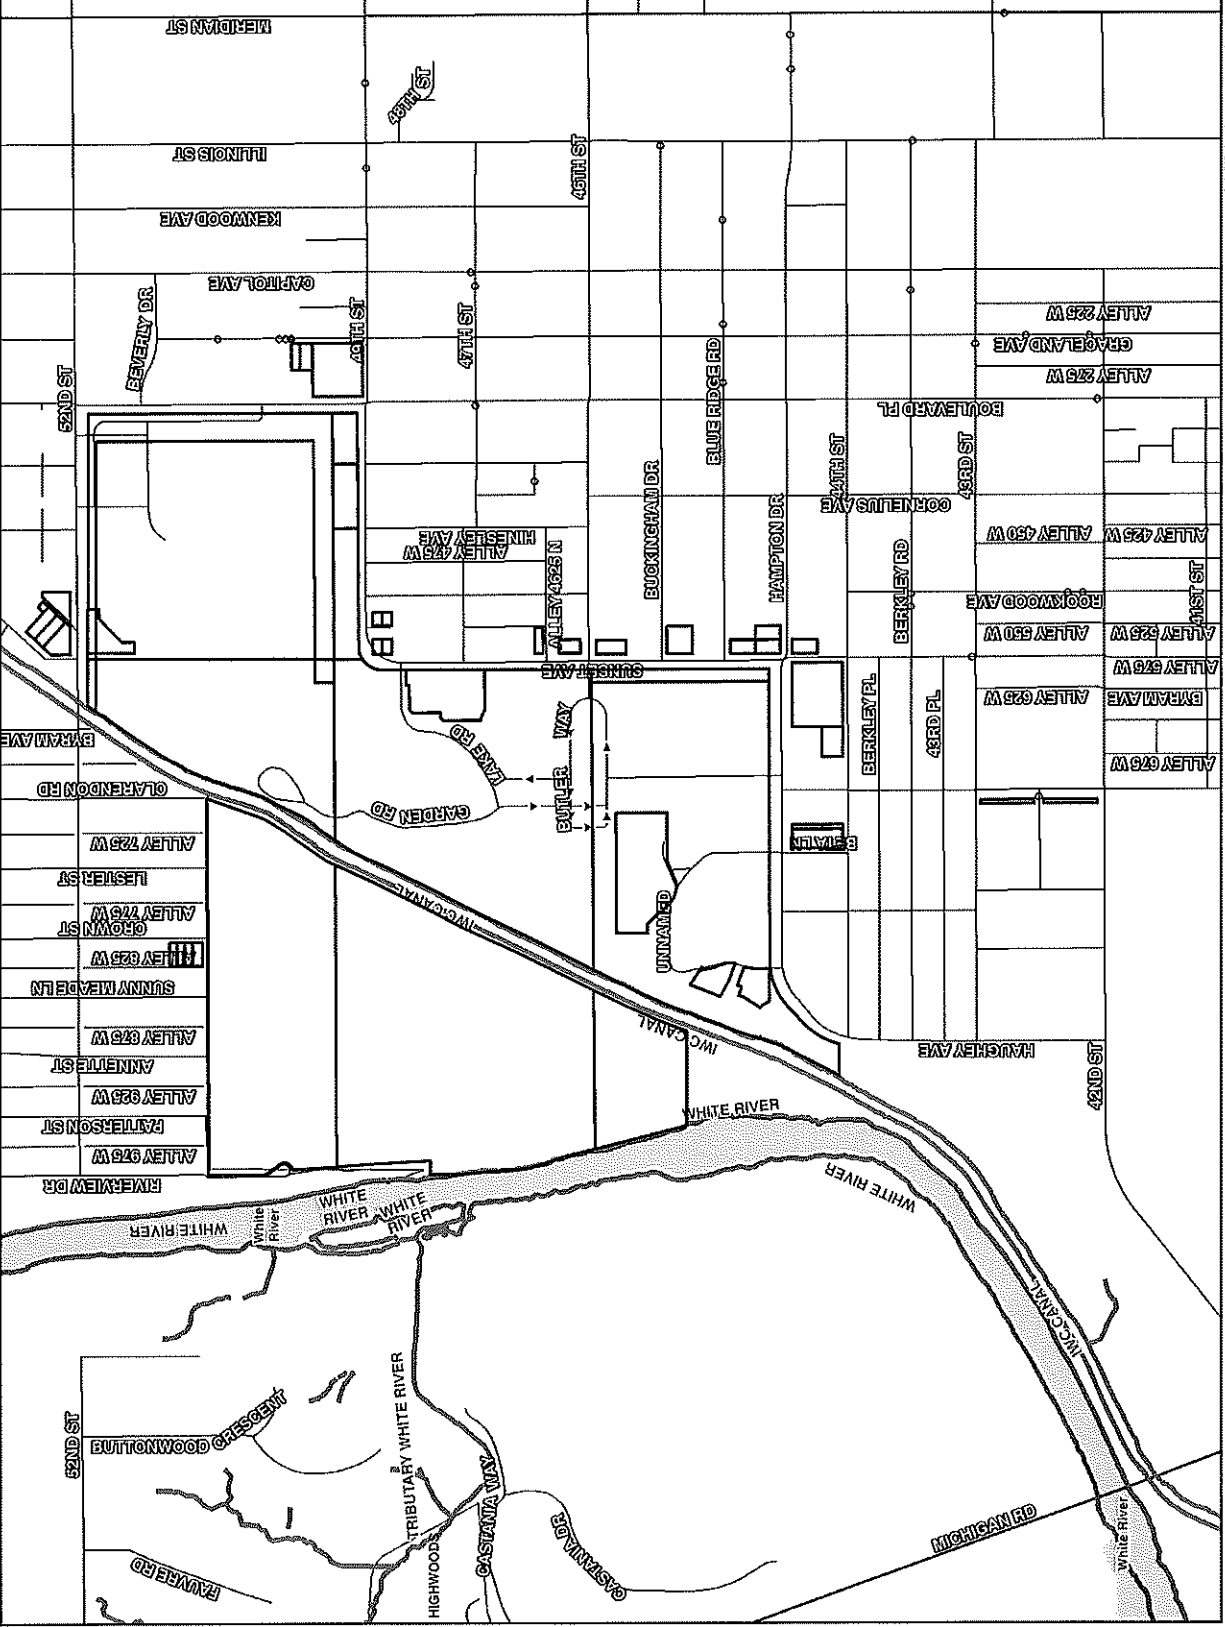 MERIDIAN ST
48TH ST
ILLINOIS ST
46TH ST
KENWOOD AVE
CAPITOL AVE
BEVERLY DR
49TH ST
47TH ST
ALLEY 225 W
GRACELAND AVE
ALLEY 275 W
52ND ST
BLUE RIDGE RD
BOULEVARD PL
BUCKINGHAM DR
44TH ST
43RD ST
CORNELIUS AVE
HAMPTON DR
HINESLEY AVE
ALLEY 475 W
ALLEY 450 W
ALLEY 425 W
ALLEY 4625 N
BERKLEY RD
ROOKWOOD AVE
41ST ST
ALLEY 550 W
ALLEY 525 W
SUNSET AVE
ALLEY 575 W
ALLEY 625 W
BYRAM AVE
BERKLEY PL
43RD PL
BYRAM AVE
LAKE RD
BUTLER WAY
ALLEY 675 W
CLARENDON RD
GARDEN RD
ALLEY 725 W
BETA LN
LESTER ST
ALLEY 775 W
IWC CANAL
CROWN ST
UNNAMED
ALLEY 825 W
SUNNY MEADE LN
ALLEY 875 W
IWC CANAL
HAUGHEY AVE
ANNETTE ST
42ND ST
ALLEY 925 W
WHITE RIVER
PATTERSON ST
ALLEY 975 W
RIVERVIEW DR
WHITE RIVER
WHITE RIVER
White
River
WHITE
RIVER
WHITE
RIVER
IWC CANAL
TRIBUTARY WHITE RIVER
52ND ST
BUTTONWOOD CRESCENT
CASTANIA WAY
HIGHWOODS
CASTANIA DR
MICHIGAN RD
White River
FAUVRE RD